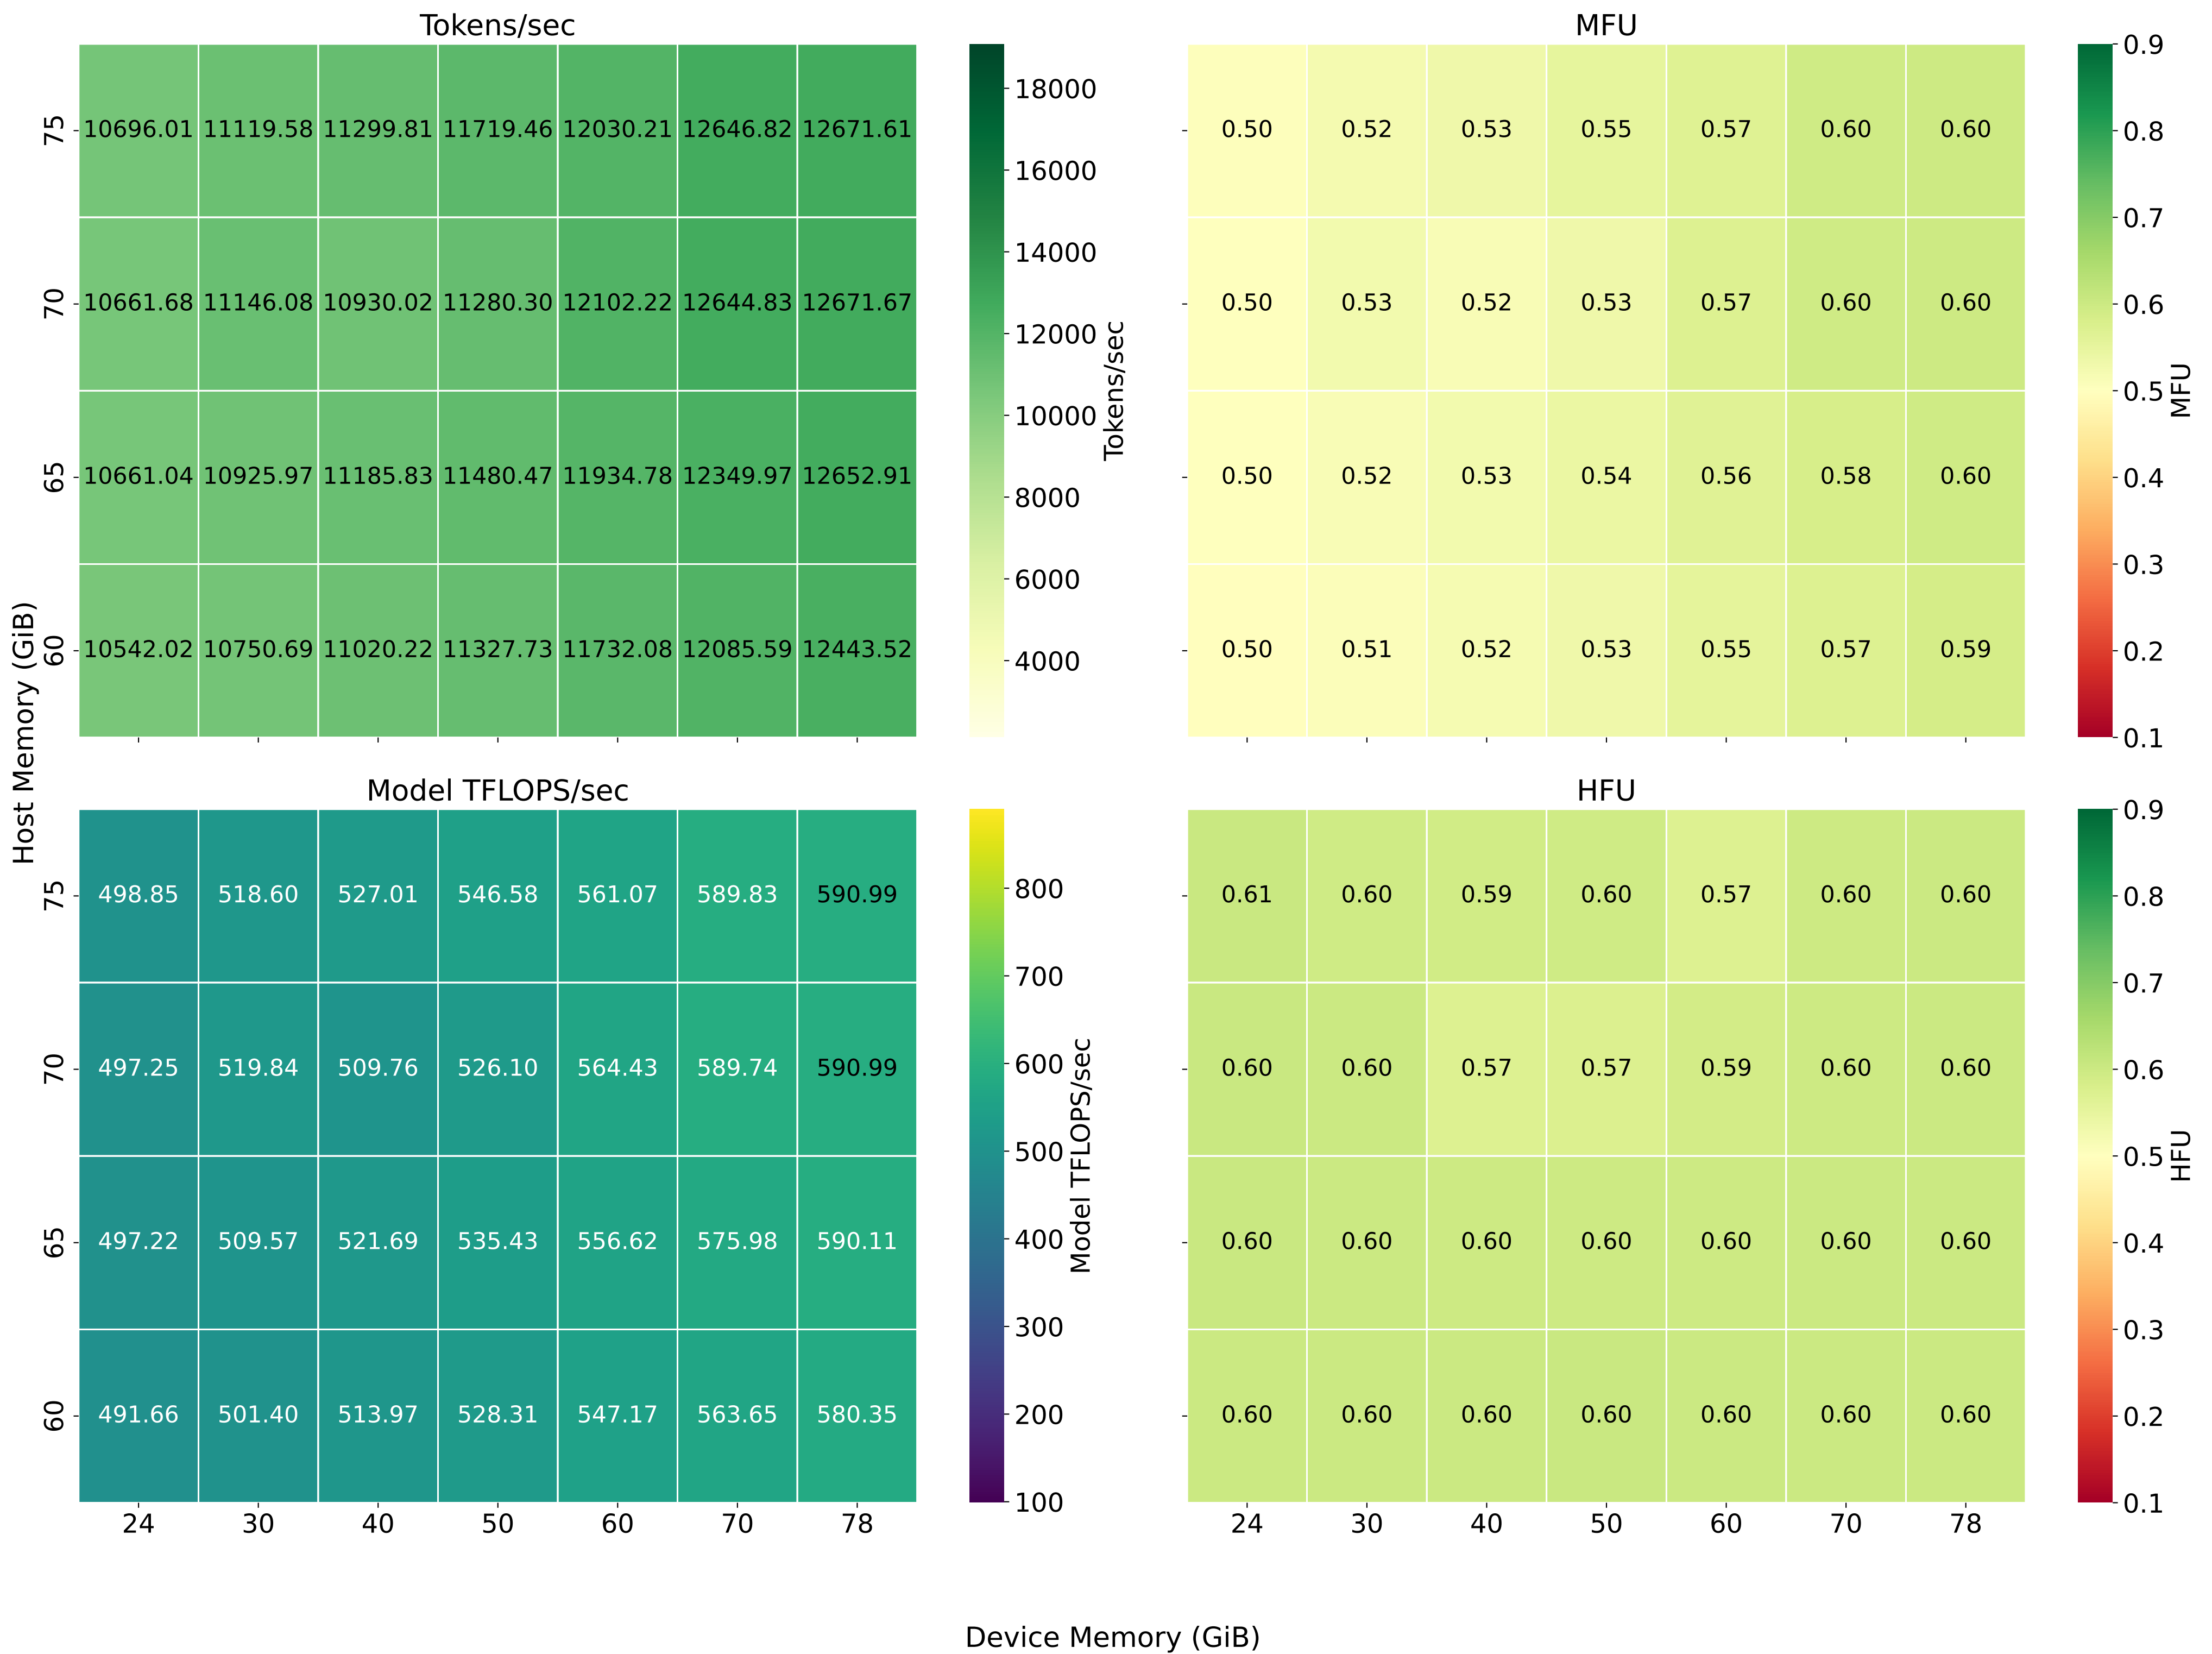 Tokens/sec
75 10696.01 11119.58 11299.81 11719.46 12030.21 12646.82 12671.61
70 10661.68 11146.08 10930.02 11280.30 12102.22 12644.83 12671.67
65 10661.04 10925.97 11185.83 11480.47 11934.78 12349.97 12652.91
60 10542.02 10750.69 11020.22 11327.73 11732.08 12085.59 12443.52
18000
16000
14000
12000
10000
8000
6000
4000
Tokens/sec
MFU
0.50 0.52 0.53 0.55 0.57 0.60 0.60
0.50 0.53 0.52 0.53 0.57 0.60 0.60
0.50 0.52 0.53 0.54 0.56 0.58 0.60
0.50 0.51 0.52 0.53 0.55 0.57 0.59
0.9
0.8
0.7
0.6
0.5
0.4
0.3
0.2
0.1
MFU
Host Memory (GiB)
Model TFLOPS/sec
75 498.85 518.60 527.01 546.58 561.07 589.83 590.99
70 497.25 519.84 509.76 526.10 564.43 589.74 590.99
65 497.22 509.57 521.69 535.43 556.62 575.98 590.11
60 491.66 501.40 513.97 528.31 547.17 563.65 580.35
24 30 40 50 60 70 78
800
700
600
500
400
300
200
100
Model TFLOPS/sec
HFU
0.61 0.60 0.59 0.60 0.57 0.60 0.60
0.60 0.60 0.57 0.57 0.59 0.60 0.60
0.60 0.60 0.60 0.60 0.60 0.60 0.60
0.60 0.60 0.60 0.60 0.60 0.60 0.60
24 30 40 50 60 70 78
0.9
0.8
0.7
0.6
0.5
0.4
0.3
0.2
0.1
HFU
Device Memory (GiB)